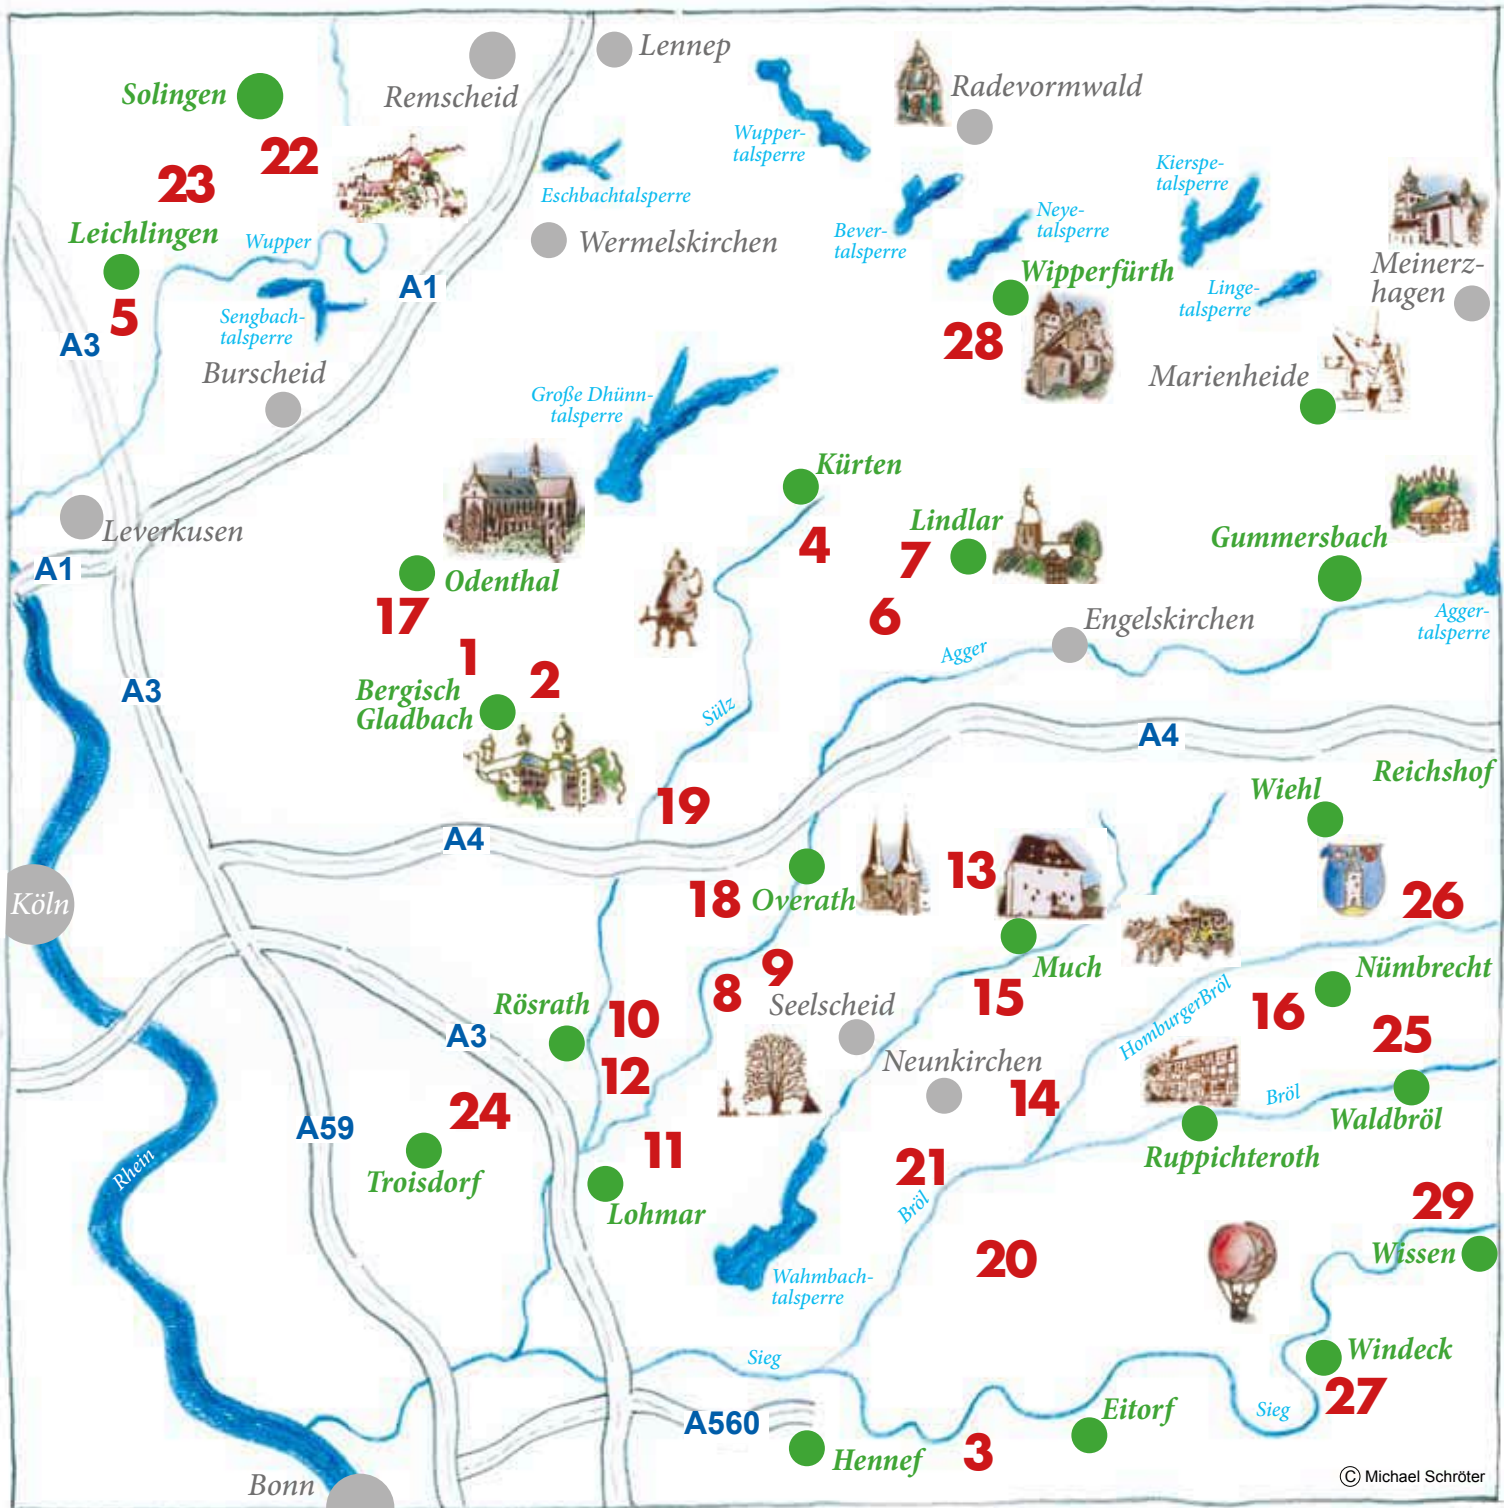 Lennep
Solingen
Remscheid
Radevormwald
Wupper-
talsperre
22
23
Kierspe-
talsperre
Eschbachtalsperre
Leichlingen
Wupper
Wermelskirchen
Bever-
talsperre
Neye-
talsperre
Wipperfürth
Meinerz-
hagen
A1
Linge-
talsperre
5
Sengbach-
talsperre
A3
28
Burscheid
Marienheide
Große Dhünn-
talsperre
Kürten
Leverkusen
Lindlar
Gummersbach
4
7
A1
Odenthal
17
6
Engelskirchen
Agger-
talsperre
Agger
1
2
Bergisch
Gladbach
A3
Sülz
A4
Reichshof
Wiehl
19
A4
13
18
Overath
Köln
26
9
Much
Nümbrecht
8
Seelscheid
15
Rösrath
10
HomburgerBröl
16
25
A3
Neunkirchen
12
14
Bröl
24
A59
Waldbröl
11
Ruppichteroth
Troisdorf
21
Rhein
Lohmar
Bröl
29
Wissen
20
Wahmbach-
talsperre
Sieg
Windeck
27
Eitorf
Sieg
A560
3
Hennef
Bonn
© Michael Schröter